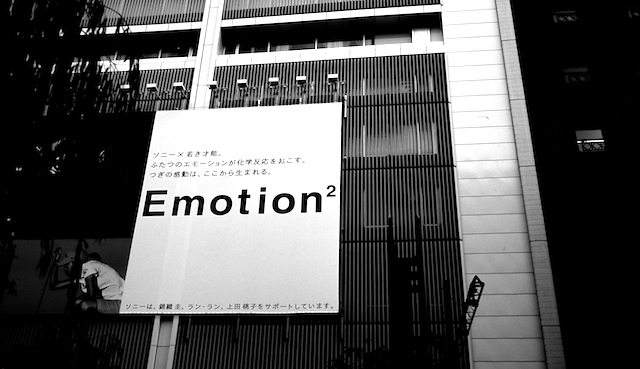 ソニー×若き才能。
ふたつのエモーションが化学反応をおこす。
つぎの感動は、ここから生まれる。
Emotion²
ソニーは、錦織圭、ラン・ラン、上田桃子をサポートしています。